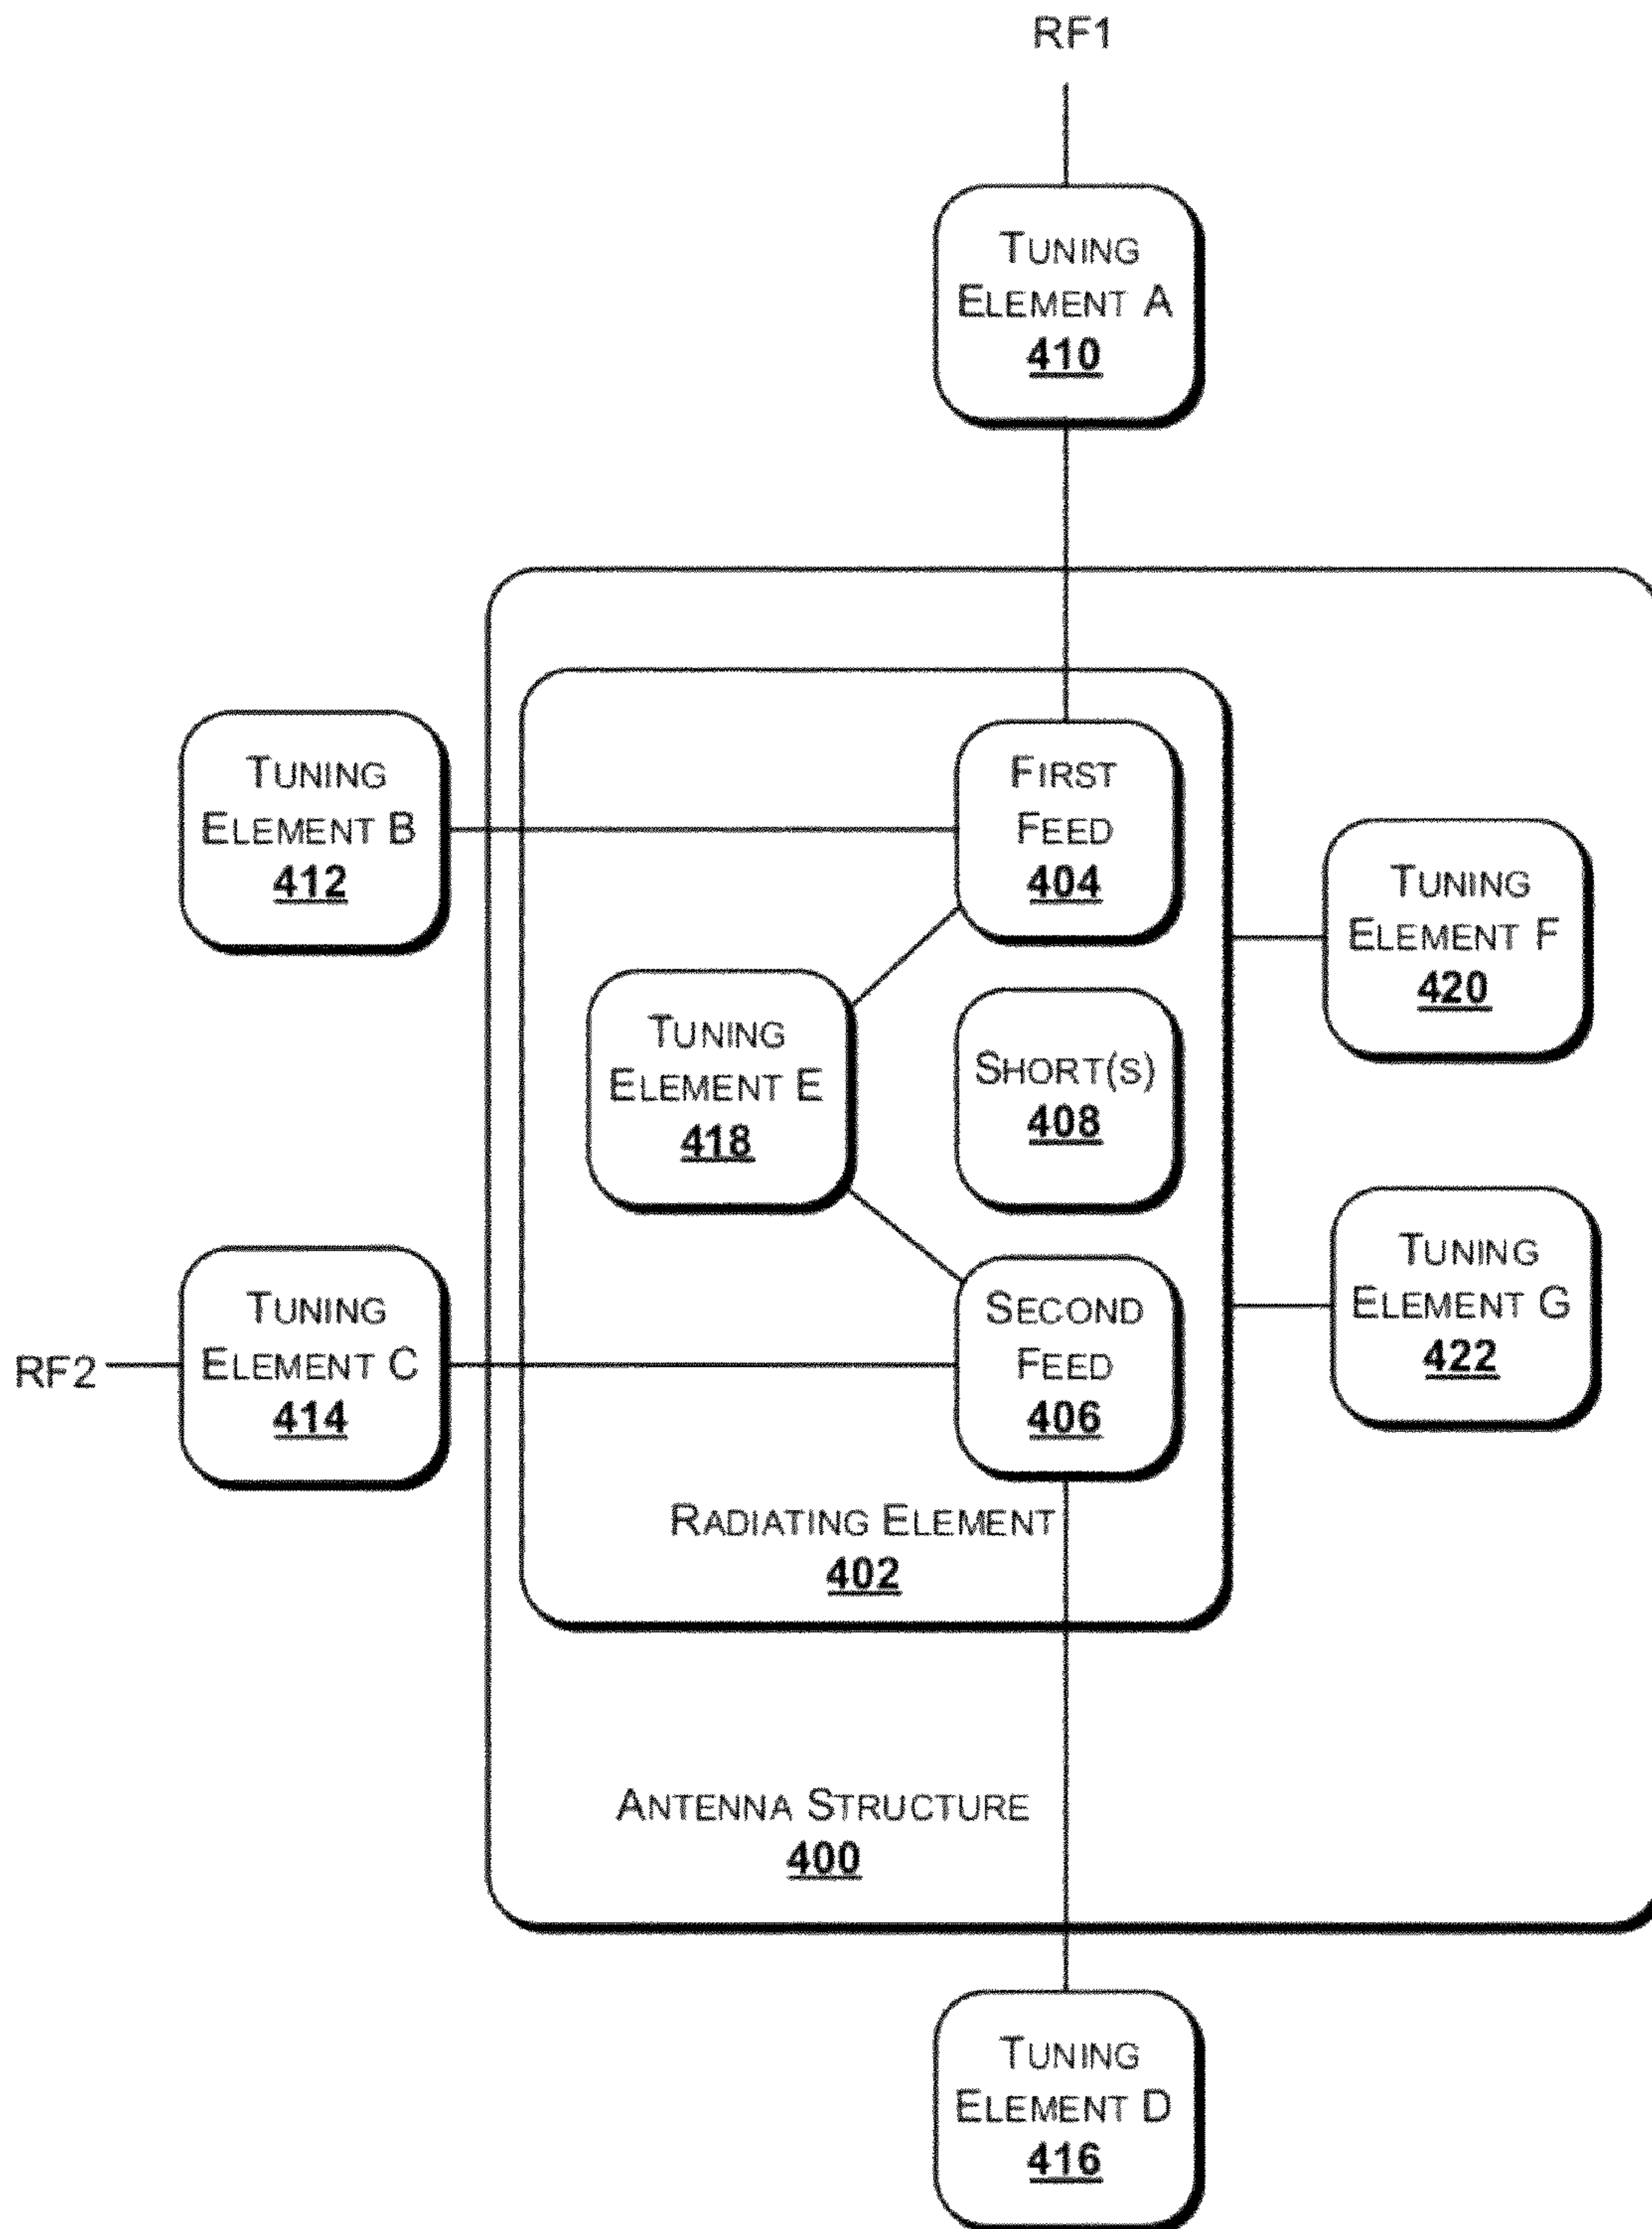 RF1
TUNING
ELEMENT A
410
TUNING
ELEMENT B
412
FIRST
FEED
404
TUNING
ELEMENT F
420
TUNING
ELEMENT E
418
SHORT(S)
408
RF2
TUNING
ELEMENT C
414
SECOND
FEED
406
TUNING
ELEMENT G
422
RADIATING ELEMENT
402
ANTENNA STRUCTURE
400
TUNING
ELEMENT D
416